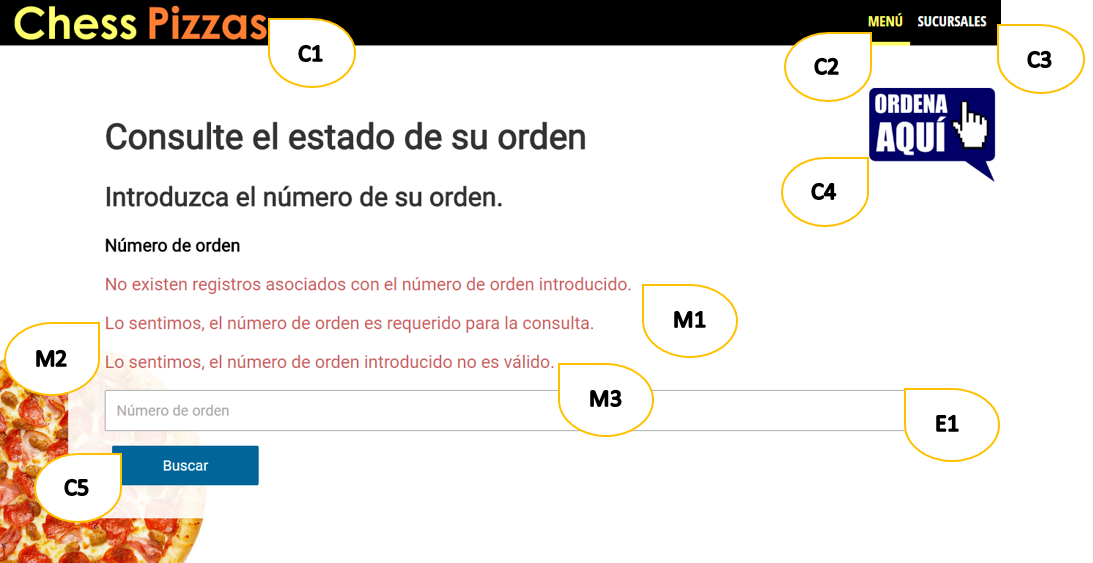 Chess Pizzas
MENÚ
SUCURSALES
C1
C2
C3
ORDENA
AQUÍ
C4
Consulte el estado de su orden
Introduzca el número de su orden.
Número de orden
No existen registros asociados con el número de orden introducido.
M1
Lo sentimos, el número de orden es requerido para la consulta.
M2
Lo sentimos, el número de orden introducido no es válido.
M3
Número de orden
E1
Buscar
C5